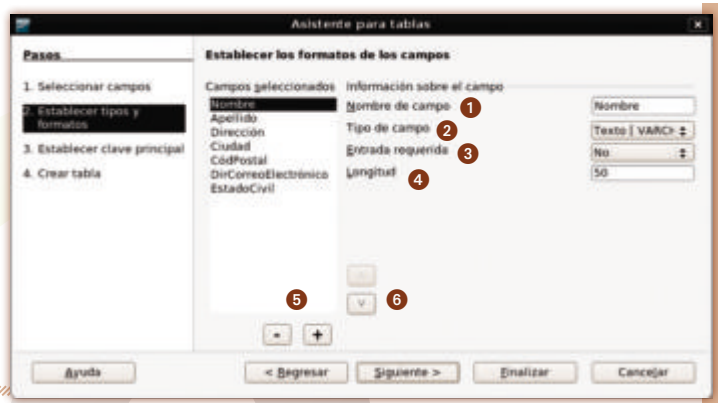 Asistente para tablas
Pasos
1. Seleccionar campos
2. Establecer tipos y
formatos
3. Establecer clave principal
4. Crear tabla
Establecer los formatos de los campos
Campos seleccionados
Nombre
Apellido
Dirección
Ciudad
CódPostal
DirCorreoElectrónico
EstadoCivil
Información sobre el campo
Nombre de campo 1 Nombre
Tipo de campo 2 Texto [ VARCH
Entrada requerida 3 No
Longitud 4 50
5 6
- +
Ayuda < Regresar Siguiente > Finalizar Cancelar